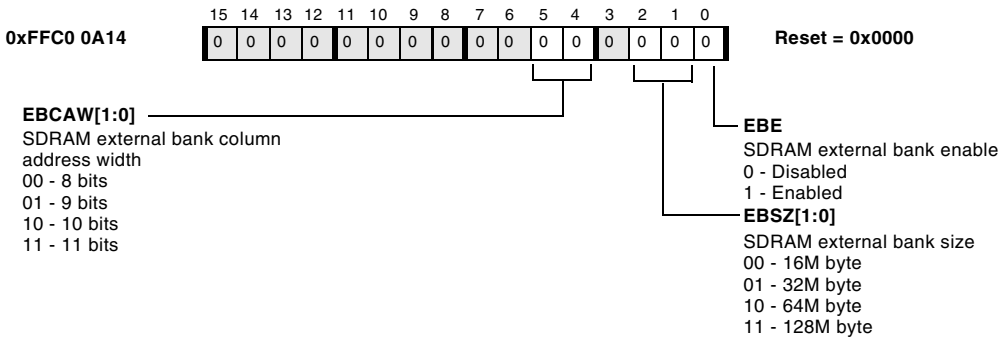 15 14 13 12 11 10 9 8 7 6 5 4 3 2 1 0
0xFFC0 0A14
0 0 0 0 0 0 0 0 0 0 0 0 0 0 0 0
Reset = 0x0000
EBCAW[1:0]
SDRAM external bank column
address width
00 - 8 bits
01 - 9 bits
10 - 10 bits
11 - 11 bits
EBE
SDRAM external bank enable
0 - Disabled
1 - Enabled
EBSZ[1:0]
SDRAM external bank size
00 - 16M byte
01 - 32M byte
10 - 64M byte
11 - 128M byte